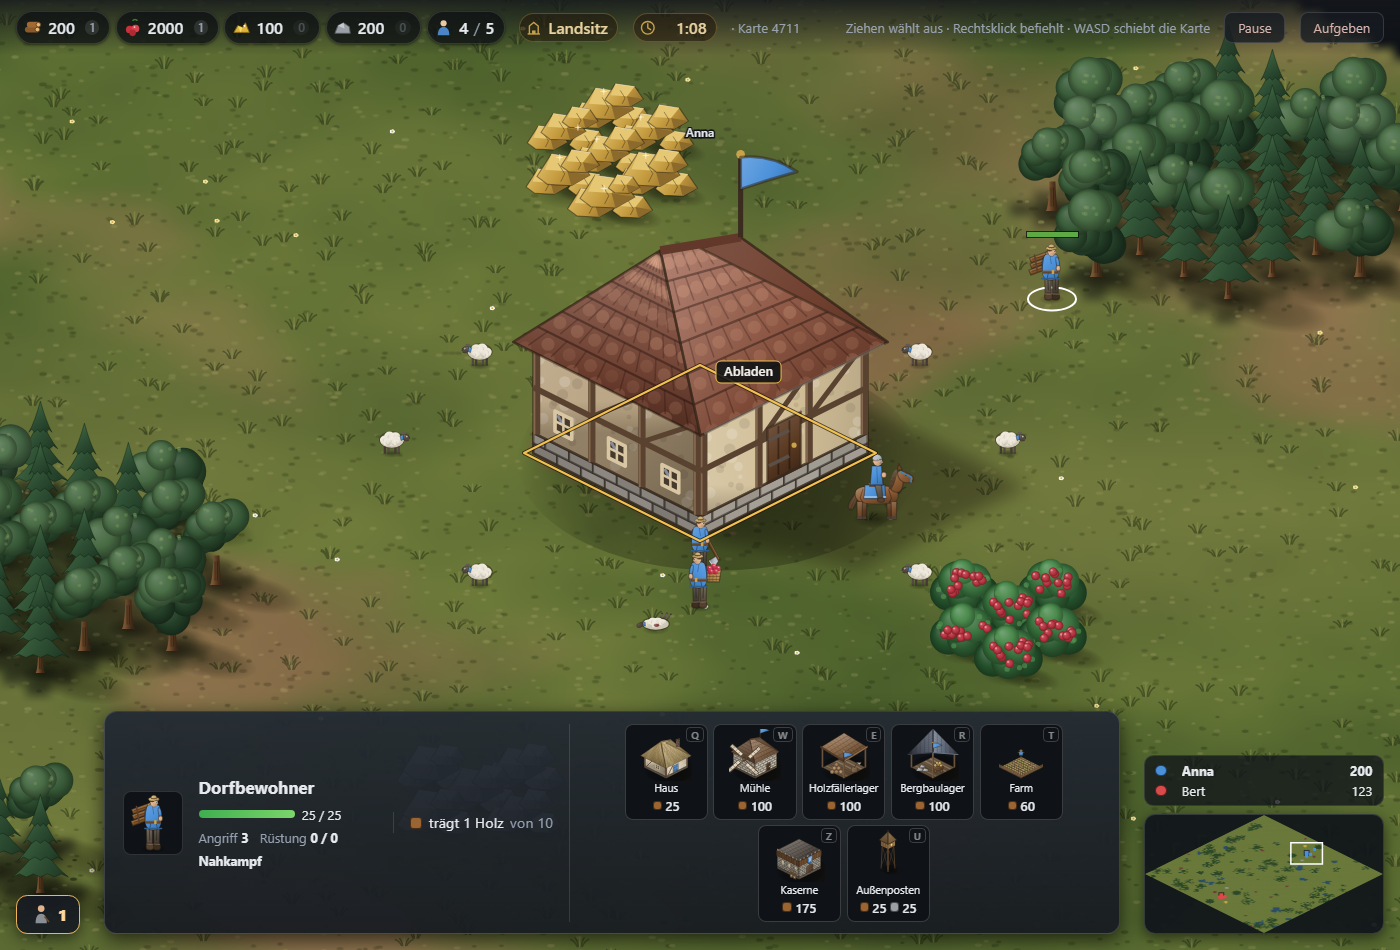 200 1 2000 1 100 0 200 0 4 / 5 Landsitz 1:08 · Karte 4711 Ziehen wählt aus · Rechtsklick befiehlt · WASD schiebt die Karte Pause Aufgeben
Anna
Abladen
Dorfbewohner
25 / 25
Angriff 3 Rüstung 0 / 0
Nahkampf
trägt 1 Holz von 10
Q W E R T
Haus Mühle Holzfällerlager Bergbaulager Farm
25 100 100 100 60
Z U
Kaserne Außenposten
175 25 25
Anna 200
Bert 123
1